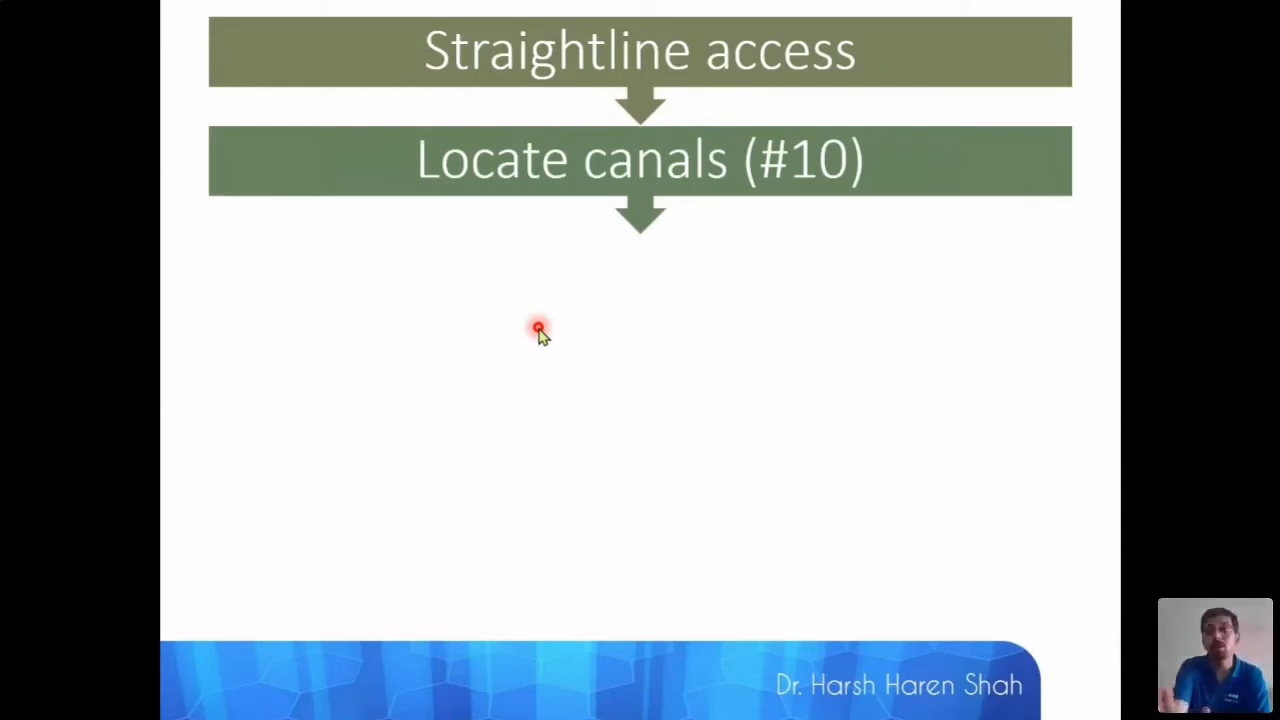 Straightline access
Locate canals (#10)
Dr. Harsh Haren Shah